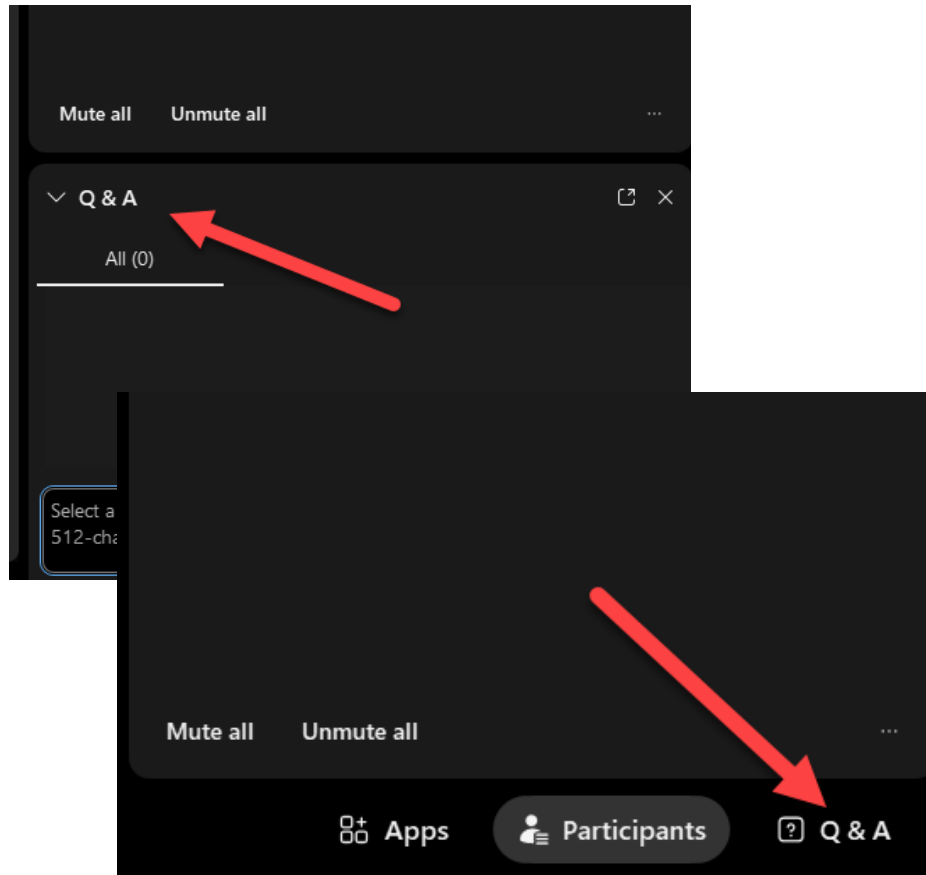 Mute all Unmute all ...
Q & A
All (0)
Select a
512-cha
Mute all Unmute all ...
Apps Participants ? Q & A